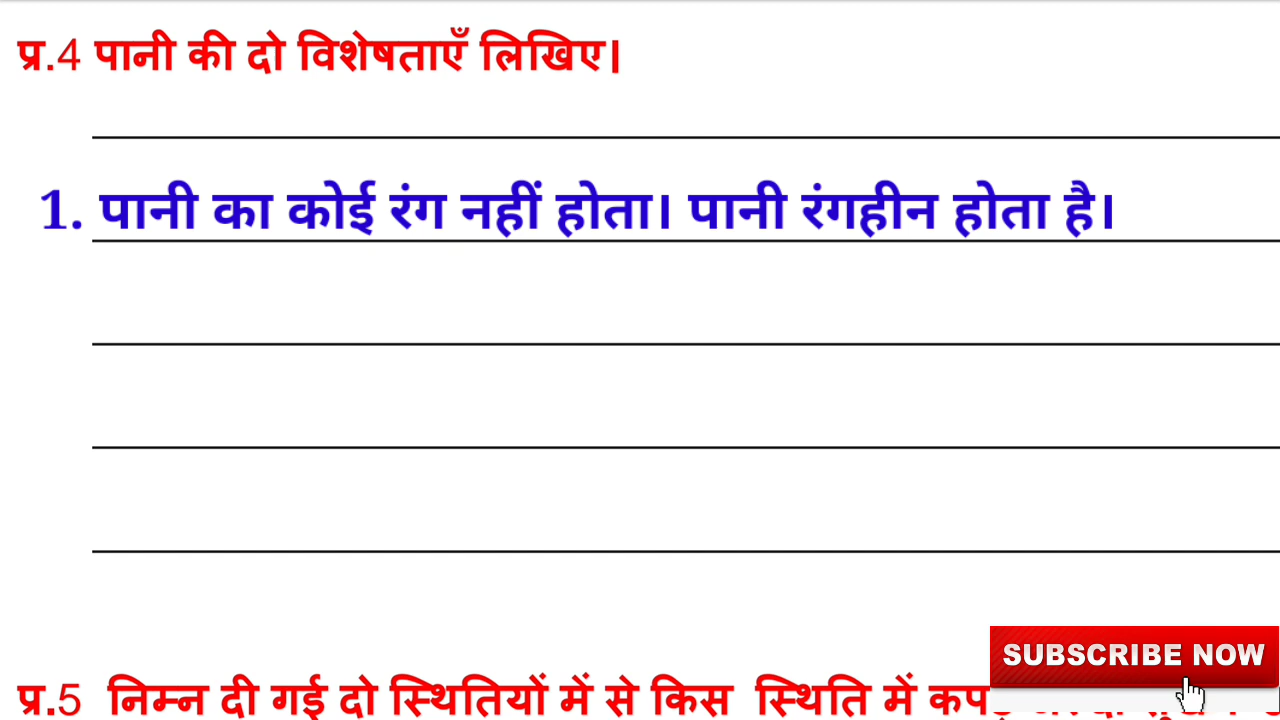 प्र.4 पानी की दो विशेषताएँ लिखिए।
1. पानी का कोई रंग नहीं होता। पानी रंगहीन होता है।
SUBSCRIBE NOW
प्र.5 निम्न दी गई दो स्थितियों में से किस स्थिति में